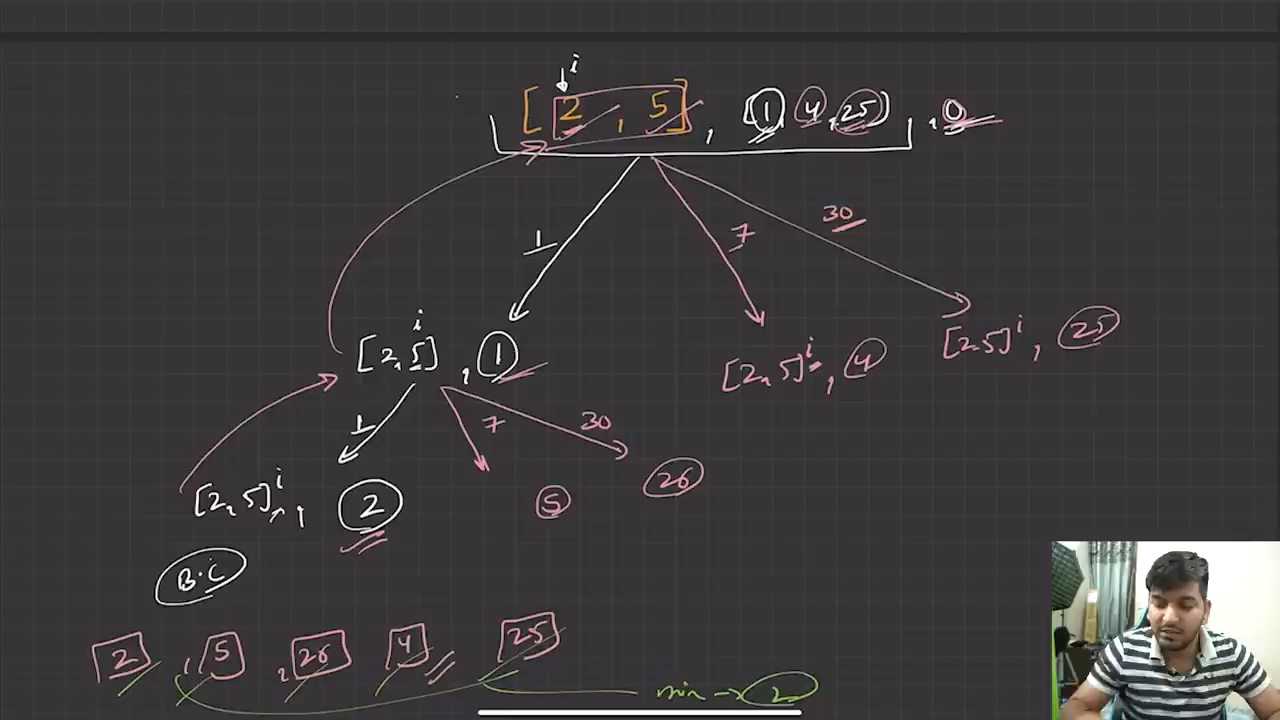 i
[2, 5], [1, 4, 25], 0
1
7
30
i
[2, 5], 1
[2, 5]i, 4
[2 5]i, 25
1
7
30
[2, 5]i, 2
5
26
B.C
2, 5, 26 4 25
min → 2